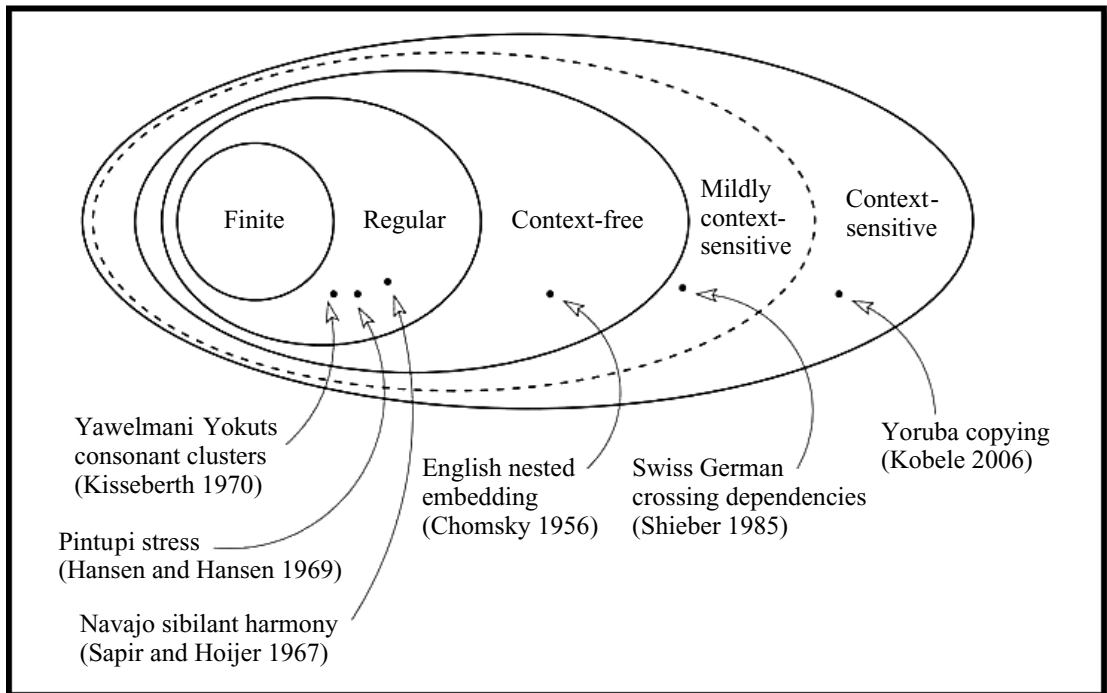 Finite
Regular
Context-free
Mildly
context-
sensitive
Context-
sensitive
Yawelmani Yokuts
consonant clusters
(Kisseberth 1970)
Pintupi stress
(Hansen and Hansen 1969)
Navajo sibilant harmony
(Sapir and Hoijer 1967)
English nested
embedding
(Chomsky 1956)
Swiss German
crossing dependencies
(Shieber 1985)
Yoruba copying
(Kobele 2006)